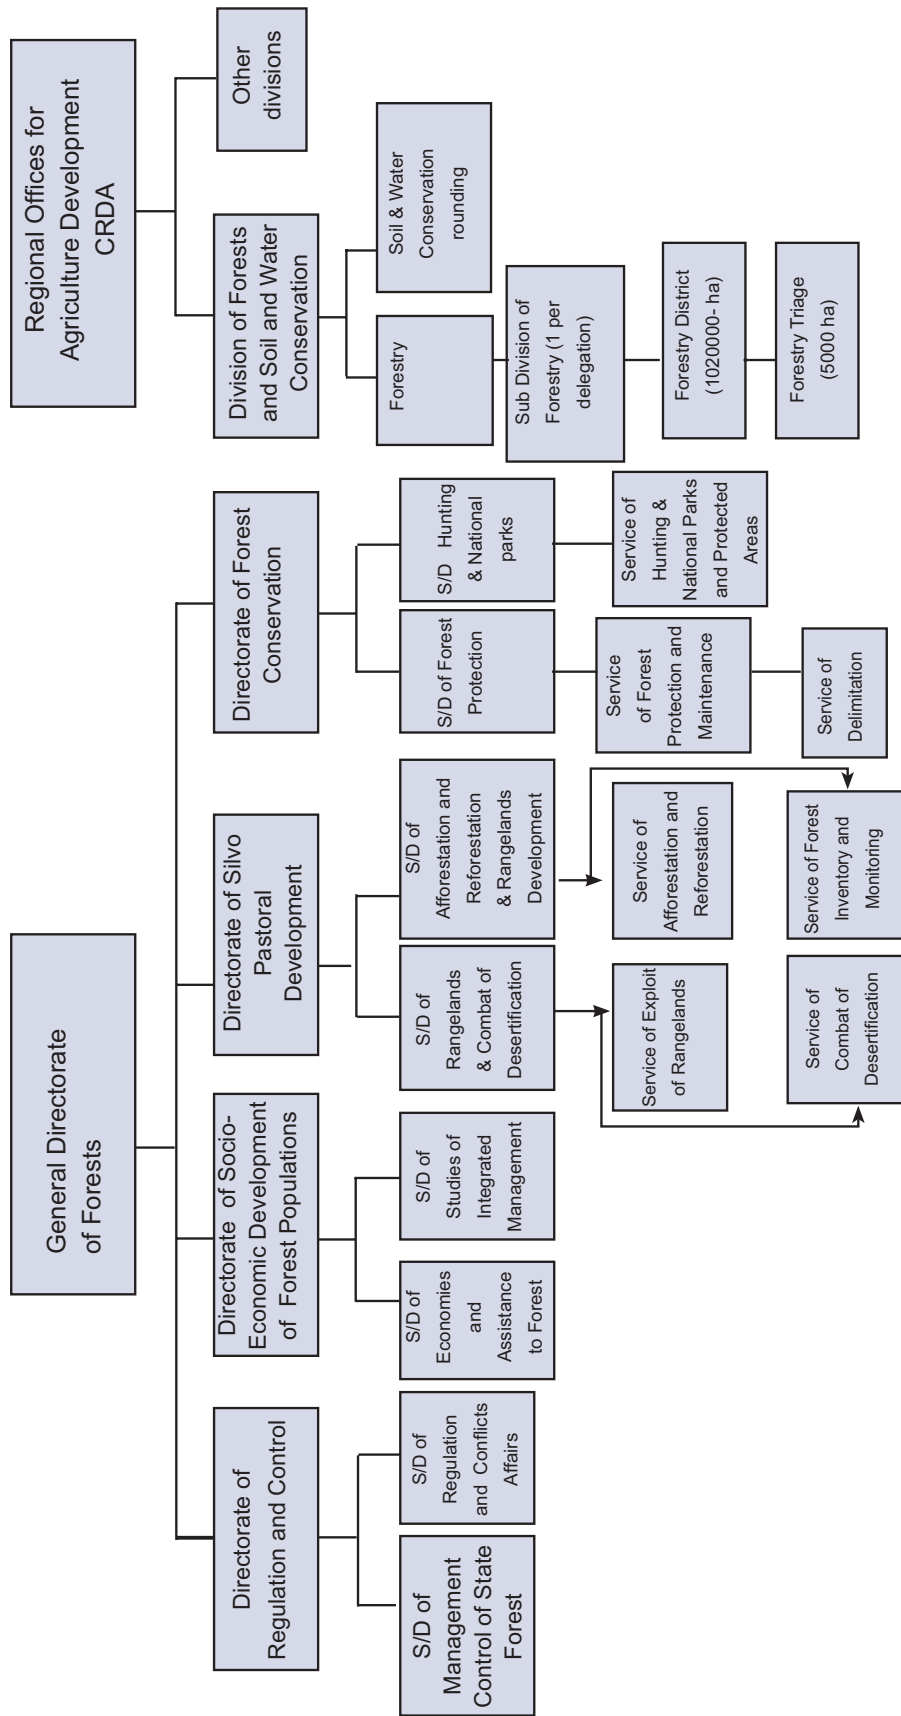 General Directorate
of Forests
Regional Offices for
Agriculture Development
CRDA
Directorate of
Regulation and Control
Directorate of Socio-
Economic Development
of Forest Populations
Directorate of Silvo
Pastoral
Development
Directorate of Forest
Conservation
Division of Forests
and Soil and Water
Conservation
Other
divisions
S/D of
Management
Control of State
Forest
S/D of
Regulation
and Conflicts
Affairs
S/D of
Economies
and
Assistance
to Forest
S/D of
Studies of
Integrated
Management
S/D of
Rangelands
& Combat of
Desertification
S/D of
Afforestation and
Reforestation
& Rangelands
Development
S/D of Forest
Protection
S/D Hunting
& National
parks
Forestry
Soil & Water
Conservation
rounding
Sub Division of
Forestry (1 per
delegation)
Service of Exploit
of Rangelands
Service of
Afforestation and
Reforestation
Service
of Forest
Protection and
Maintenance
Service of
Hunting &
National Parks
and Protected
Areas
Forestry District
(1020000- ha)
Service of
Combat of
Desertification
Service of Forest
Inventory and
Monitoring
Service of
Delimitation
Forestry Triage
(5000 ha)